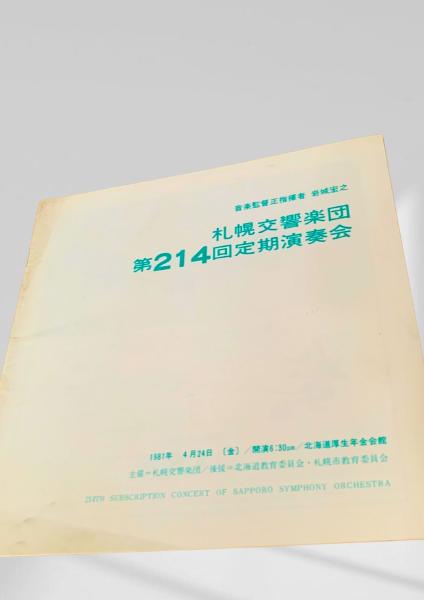 音楽監督正指揮者 岩城宏之
札幌交響楽団
第214回定期演奏会
1981年 4月24日 〔金〕／開演6:30p.m.／北海道厚生年金会館
主催＝札幌交響楽団／後援＝北海道教育委員会・札幌市教育委員会
214TH SUBSCRIPTION CONCERT OF SAPPORO SYMPHONY ORCHESTRA